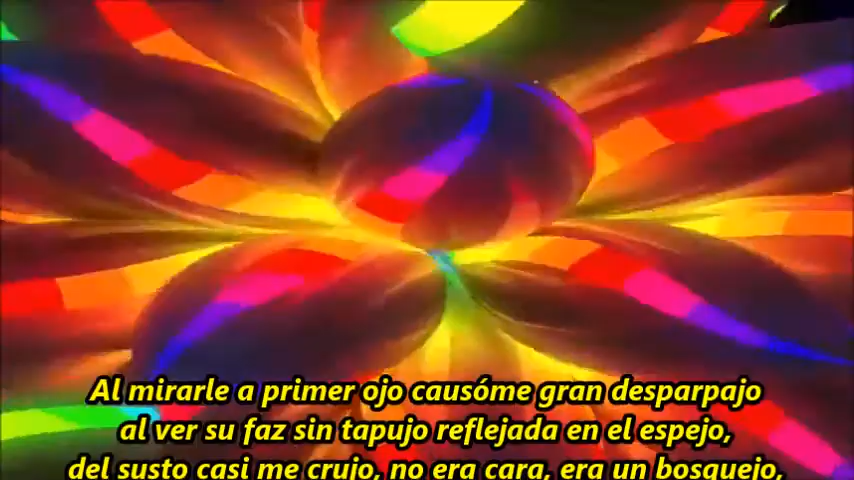 Al mirarle a primer ojo causóme gran desparpajo
al ver su faz sin tapujo reflejada en el espejo,
del susto casi me crujo, no era cara, era un bosquejo,